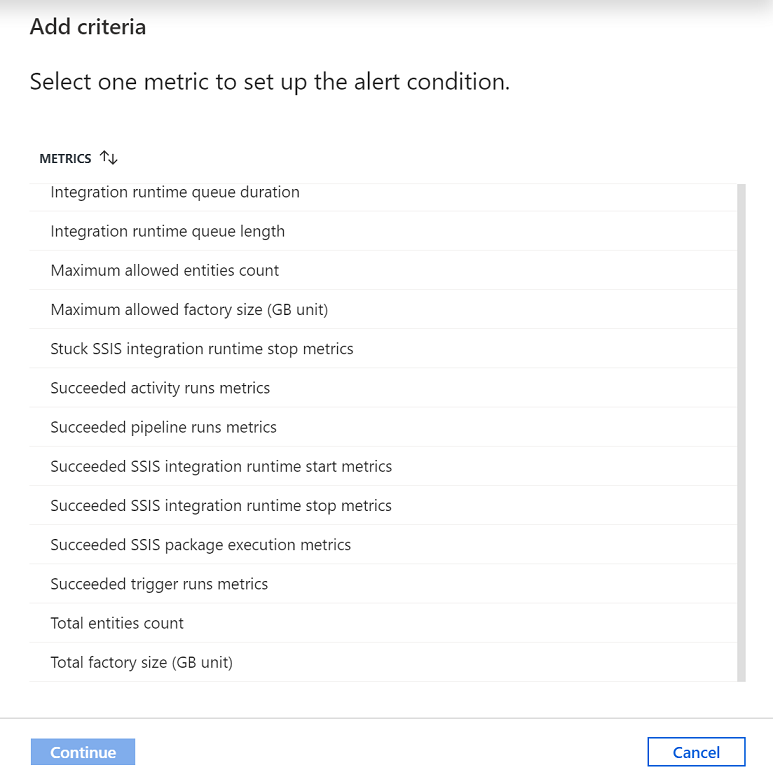 Add criteria
Select one metric to set up the alert condition.
METRICS
Integration runtime queue duration
Integration runtime queue length
Maximum allowed entities count
Maximum allowed factory size (GB unit)
Stuck SSIS integration runtime stop metrics
Succeeded activity runs metrics
Succeeded pipeline runs metrics
Succeeded SSIS integration runtime start metrics
Succeeded SSIS integration runtime stop metrics
Succeeded SSIS package execution metrics
Succeeded trigger runs metrics
Total entities count
Total factory size (GB unit)
Continue Cancel